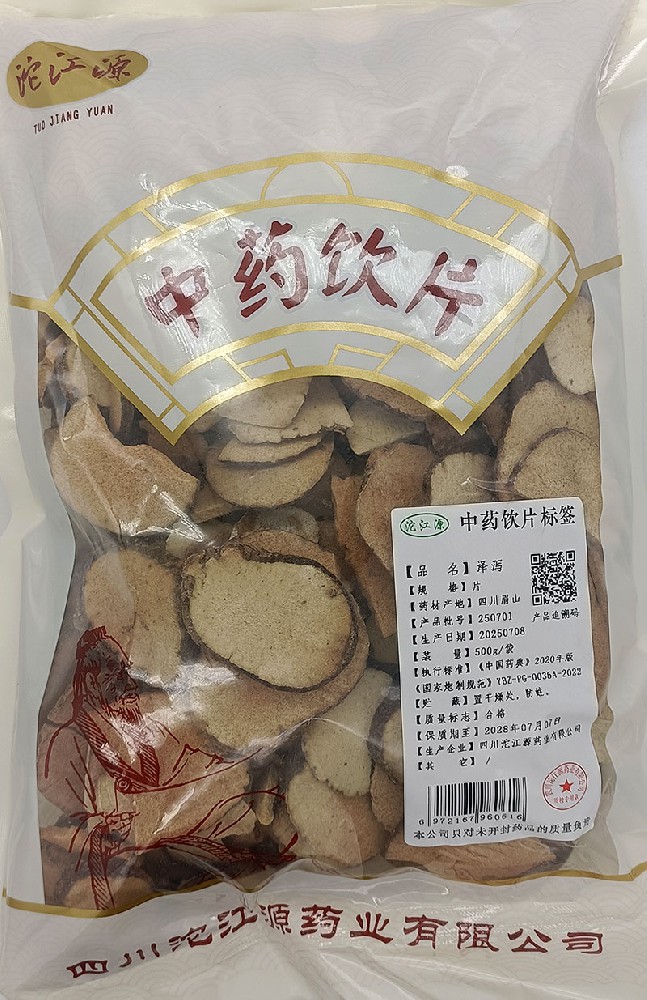 沱江源
TUO JIANG YUAN
中药饮片
沱江源 中药饮片标签
【品 名】泽泻
【规 格】片
【药材产地】四川眉山
【产品批号】250701
产品追溯码
【生产日期】20250708
【装 量】500g/袋
【执行标准】《中国药典》2020年版
《国家炮制规范》YBZ-YG-0036A-2022
【贮 藏】置干燥处，防蛀。
【质量标志】合格
【保质期至】2028年07月07日
【生产企业】四川沱江源药业有限公司
【其 它】/
6972167960616
本公司只对未开封药品的质量负责
四川沱江源药业有限公司